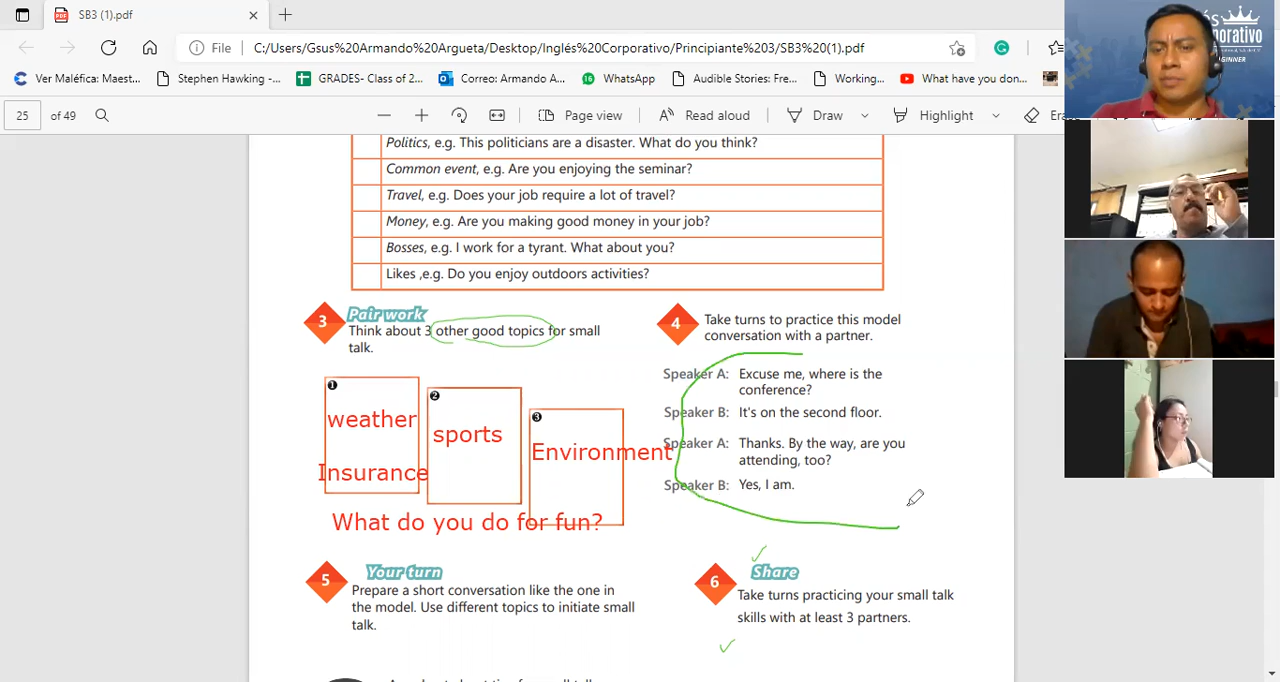 SB3 (1).pdf
File
C:/Users/Gsus%20Armando%20Argueta/Desktop/Inglés%20Corporativo/Principiante%203/SB3%20(1).pdf
Ver Maléfica: Maest...
Stephen Hawking -...
GRADES- Class of 2...
Correo: Armando A...
16
WhatsApp
Audible Stories: Fre...
Working...
What have you don...
25 of 49
Page view
Read aloud
Draw
Highlight
Politics, e.g. This politicians are a disaster. What do you think?
Common event, e.g. Are you enjoying the seminar?
Travel, e.g. Does your job require a lot of travel?
Money, e.g. Are you making good money in your job?
Bosses, e.g. I work for a tyrant. What about you?
Likes ,e.g. Do you enjoy outdoors activities?
3
Pair work
Think about 3 other good topics for small
talk.
1
weather
Insurance
2
sports
3
Environment
What do you do for fun?
4
Take turns to practice this model
conversation with a partner.
Speaker A: Excuse me, where is the
conference?
Speaker B: It's on the second floor.
Speaker A: Thanks. By the way, are you
attending, too?
Speaker B: Yes, I am.
5
Your turn
Prepare a short conversation like the one in
the model. Use different topics to initiate small
talk.
6
Share
Take turns practicing your small talk
skills with at least 3 partners.